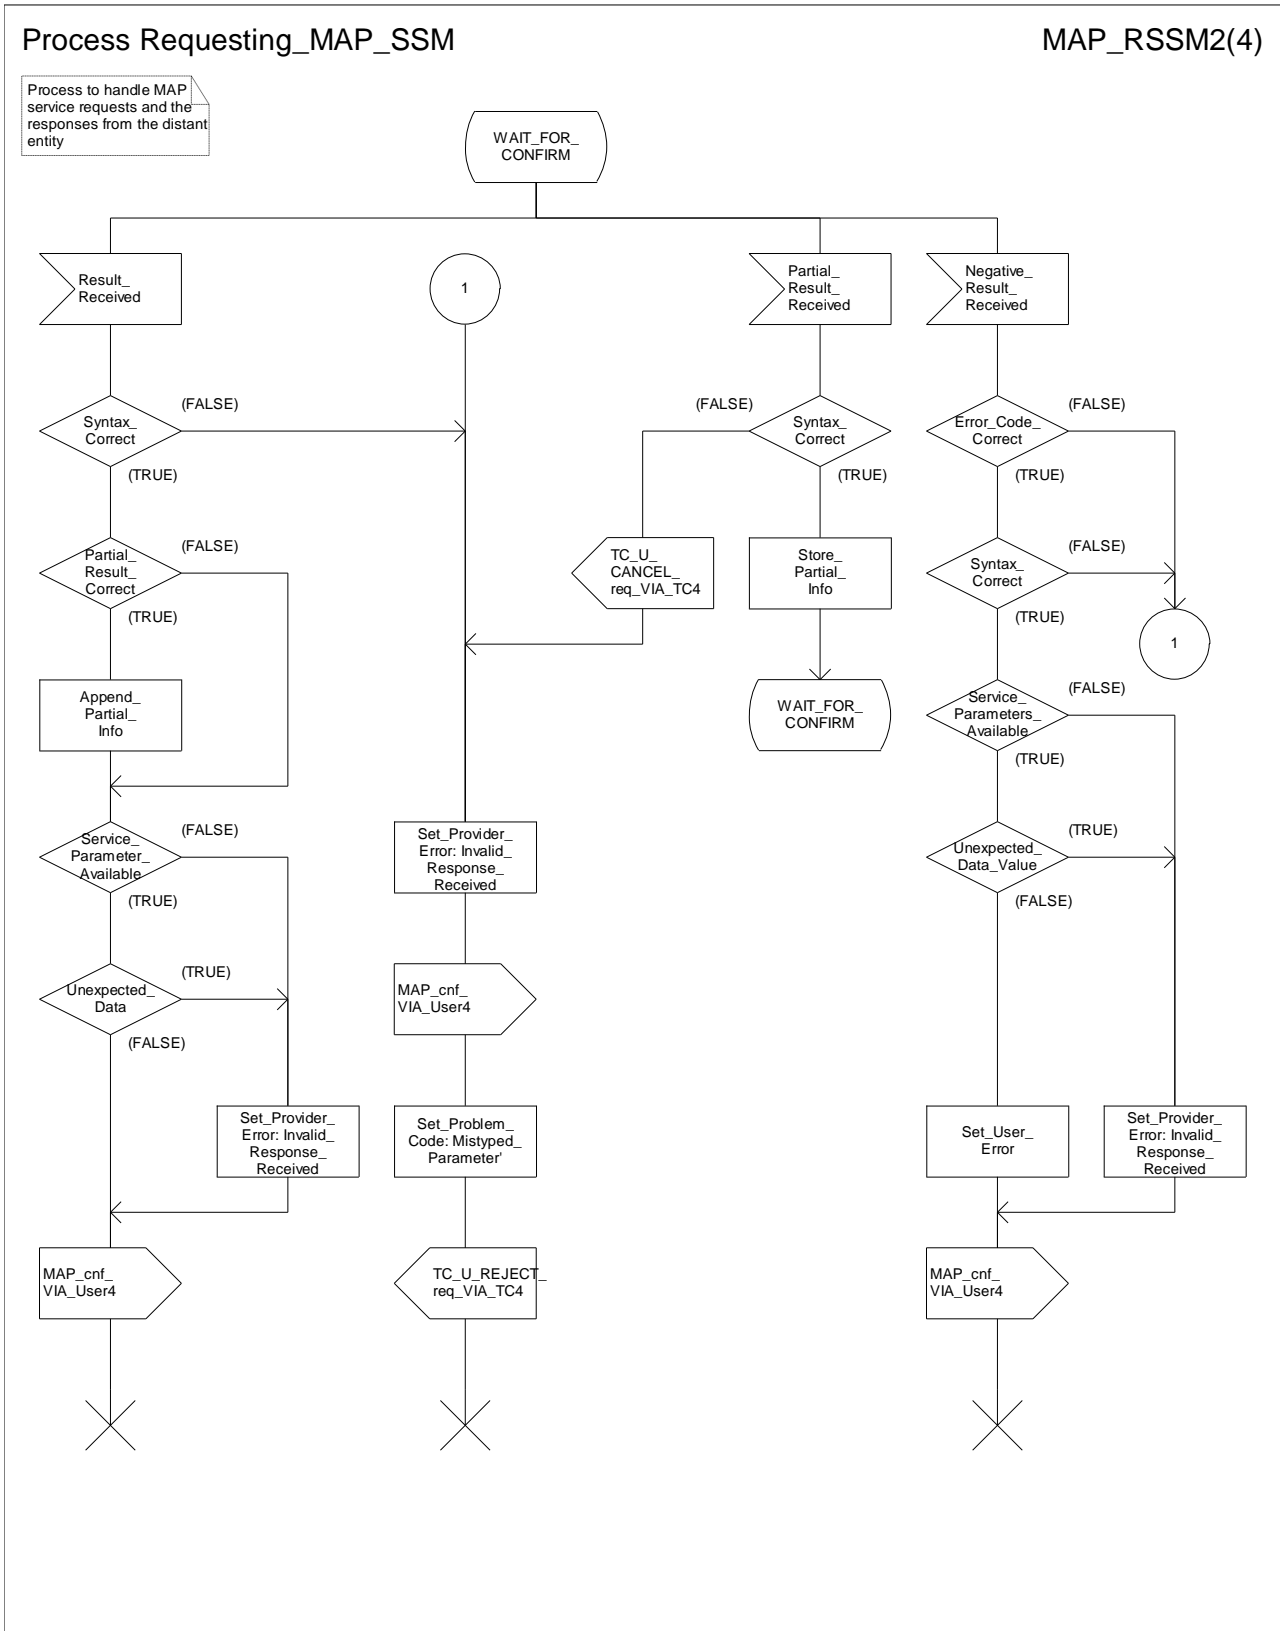 Process Requesting_MAP_SSM
MAP_RSSM2(4)
Process to handle MAP
service requests and the
responses from the distant
entity
WAIT_FOR_
CONFIRM
Result_
Received
1
Partial_
Result_
Received
Negative_
Result_
Received
Syntax_
Correct
(FALSE)
(TRUE)
(FALSE)
Syntax_
Correct
(TRUE)
Error_Code_
Correct
(FALSE)
(TRUE)
Partial_
Result_
Correct
(FALSE)
(TRUE)
TC_U_
CANCEL_
req_VIA_TC4
Store_
Partial_
Info
Syntax_
Correct
(FALSE)
(TRUE)
1
Append_
Partial_
Info
WAIT_FOR_
CONFIRM
Service_
Parameters_
Available
(FALSE)
(TRUE)
Service_
Parameter_
Available
(FALSE)
(TRUE)
Set_Provider_
Error: Invalid_
Response_
Received
Unexpected_
Data_Value
(TRUE)
(FALSE)
Unexpected_
Data
(TRUE)
(FALSE)
MAP_cnf_
VIA_User4
Set_Provider_
Error: Invalid_
Response_
Received
Set_Problem_
Code: Mistyped_
Parameter'
Set_User_
Error
Set_Provider_
Error: Invalid_
Response_
Received
MAP_cnf_
VIA_User4
TC_U_REJECT_
req_VIA_TC4
MAP_cnf_
VIA_User4